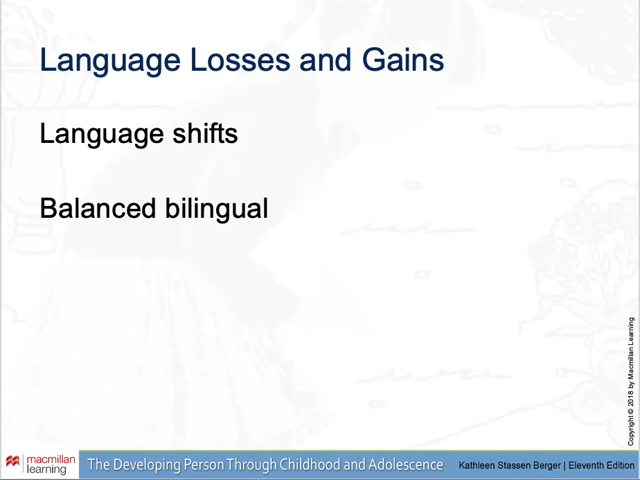 Language Losses and Gains
Language shifts
Balanced bilingual
Copyright © 2018 by Macmillan Learning
macmillan
learning
The Developing Person Through Childhood and Adolescence
Kathleen Stassen Berger | Eleventh Edition